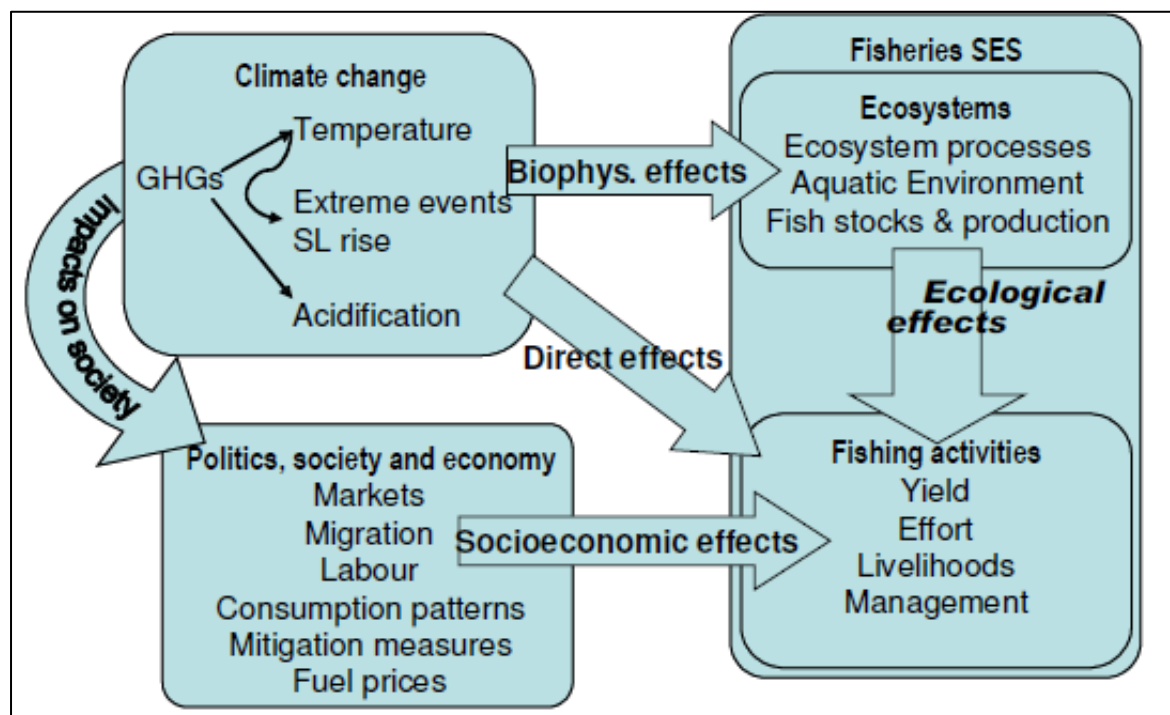 Climate change
GHGs
Temperature
Extreme events
SL rise
Acidification
Impacts on society
Biophys. effects
Direct effects
Fisheries SES
Ecosystems
Ecosystem processes
Aquatic Environment
Fish stocks & production
Ecological
effects
Politics, society and economy
Markets
Migration
Labour
Consumption patterns
Mitigation measures
Fuel prices
Socioeconomic effects
Fishing activities
Yield
Effort
Livelihoods
Management